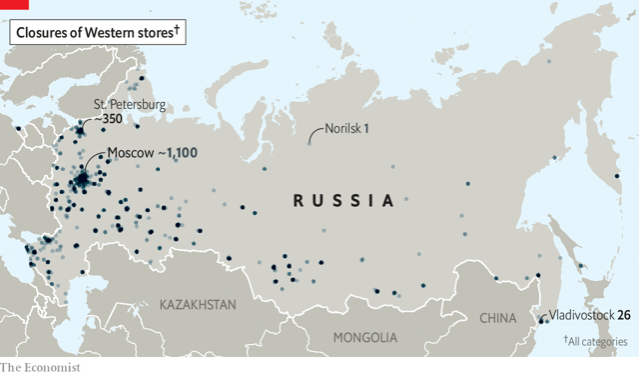 Closures of Western stores†
St. Petersburg
~350
Norilsk 1
Moscow ~1,100
RUSSIA
KAZAKHSTAN
MONGOLIA
CHINA
Vladivostock 26
†All categories
The Economist